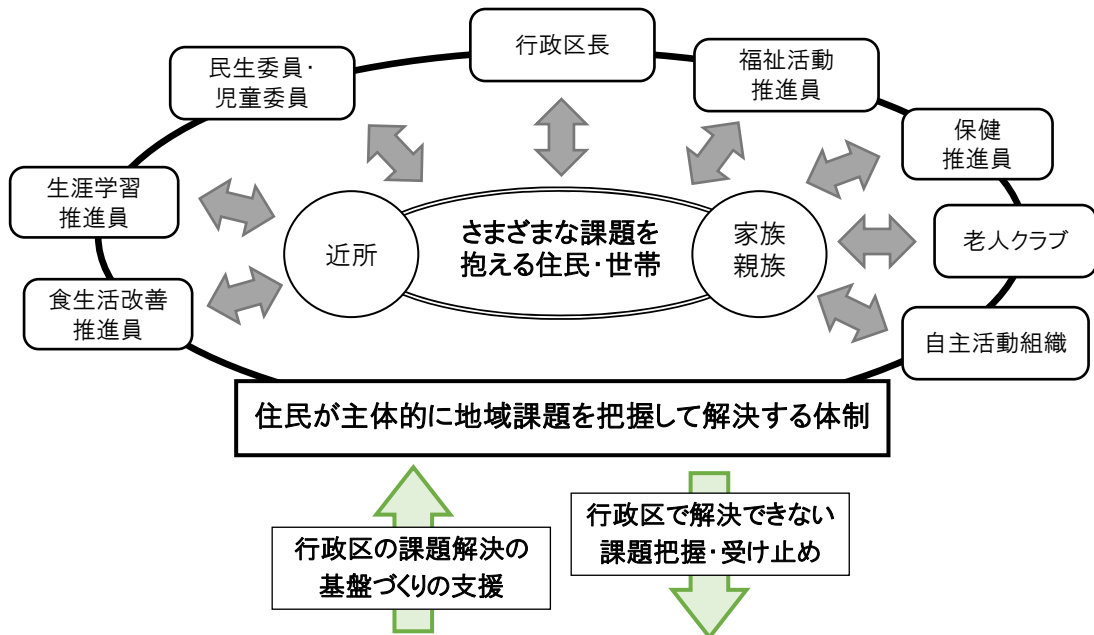 行政区長
民生委員・
児童委員
福祉活動
推進員
保健
推進員
生涯学習
推進員
近所
さまざまな課題を
抱える住民・世帯
家族
親族
老人クラブ
食生活改善
推進員
自主活動組織
住民が主体的に地域課題を把握して解決する体制
行政区の課題解決の
基盤づくりの支援
行政区で解決できない
課題把握・受け止め